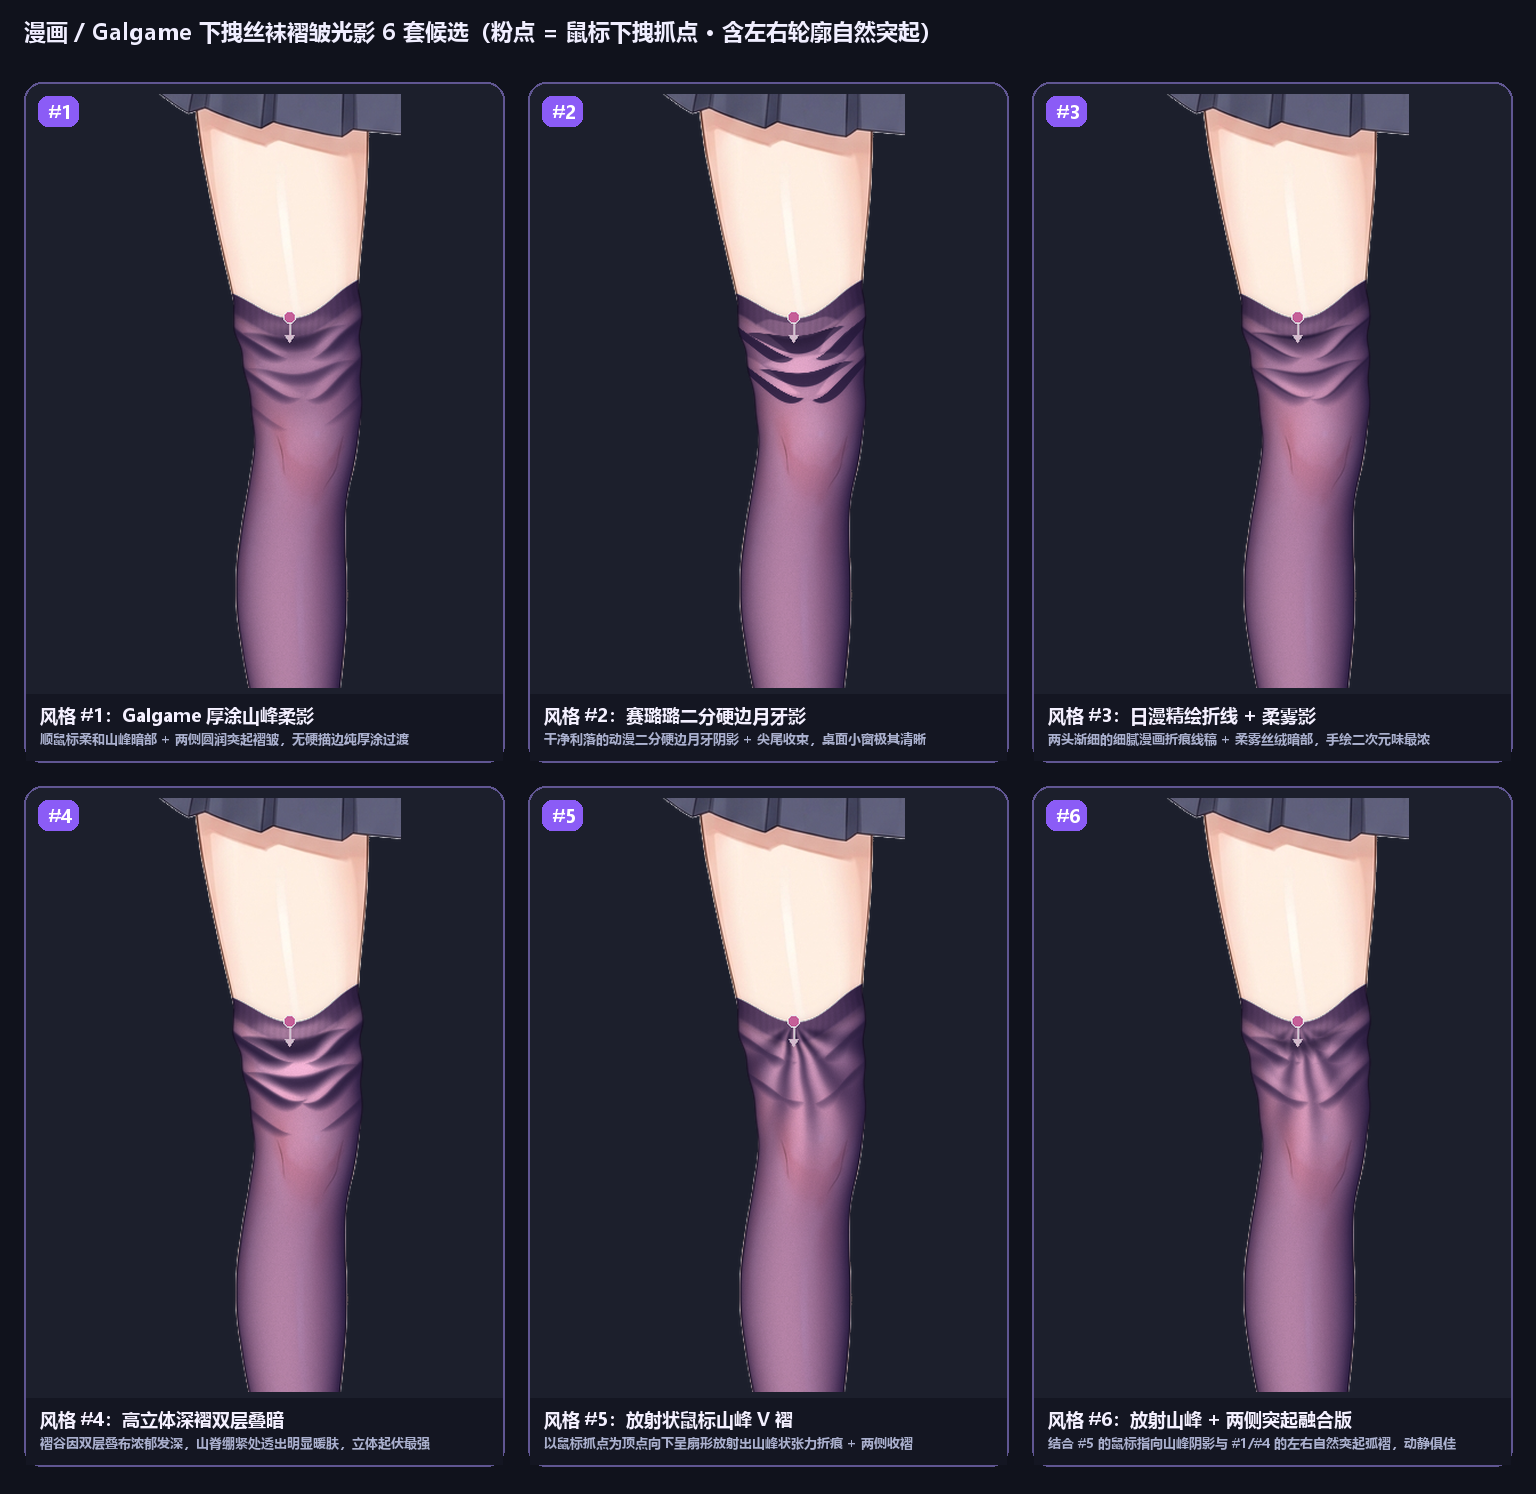 漫画 / Galgame 下拽丝袜褶皱光影 6 套候选（粉点 = 鼠标下拽抓点 • 含左右轮廓自然突起）
#1
#2
#3
风格 #1：Galgame 厚涂山峰柔影
顺鼠标柔和山峰暗部 + 两侧圆润突起褶皱，无硬描边纯厚涂过渡
风格 #2：赛璐璐二分硬边月牙影
干净利落的动漫二分硬边月牙阴影 + 尖尾收束，桌面小窗极其清晰
风格 #3：日漫精绘折线 + 柔雾影
两头渐细的细腻漫画折痕线稿 + 柔雾丝绒暗部，手绘二次元味最浓
#4
#5
#6
风格 #4：高立体深褶双层叠暗
褶谷因双层叠布浓郁发深，山脊绷紧处透出明显暖肤，立体起伏最强
风格 #5：放射状鼠标山峰 V 褶
以鼠标抓点为顶点向下呈扇形放射出山峰状张力折痕 + 两侧收褶
风格 #6：放射山峰 + 两侧突起融合版
结合 #5 的鼠标指向山峰阴影与 #1/#4 的左右自然突起弧褶，动静俱佳